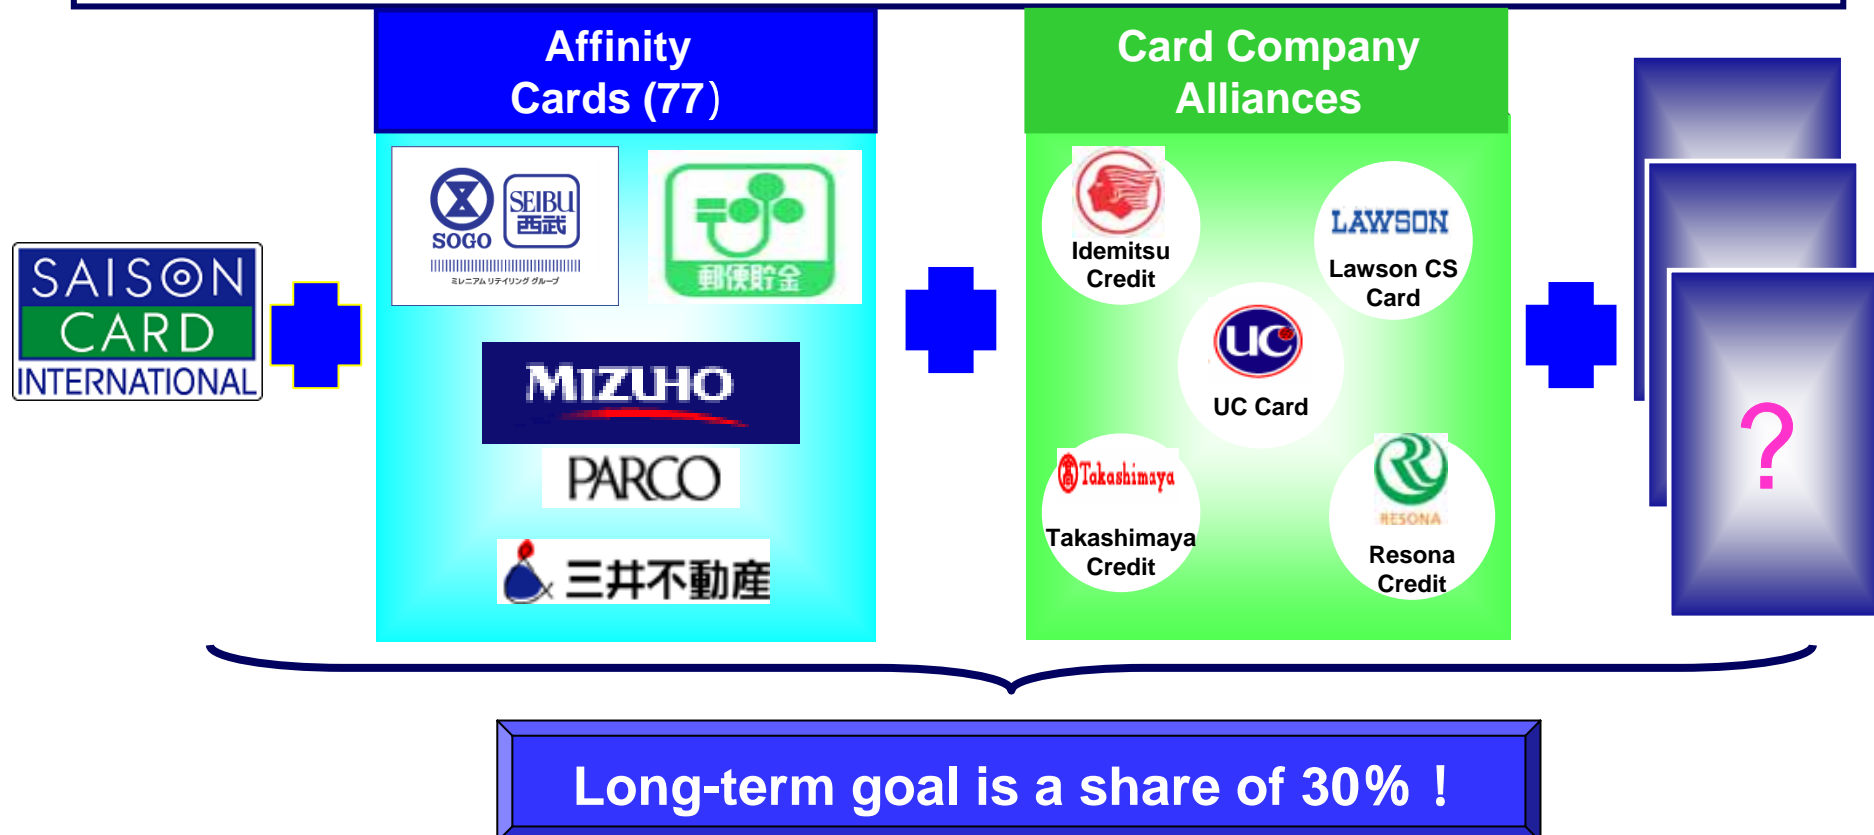 Affinity
Cards (77)
Card Company
Alliances
SAISON
CARD
INTERNATIONAL
SOGO
SEIBU
西武
ミレニアム リテイリング グループ
郵便貯金
MIZUHO
PARCO
三井不動産
Idemitsu
Credit
LAWSON
Lawson CS
Card
UC
UC Card
Takashimaya
Takashimaya
Credit
RESONA
Resona
Credit
?
Long-term goal is a share of 30% !